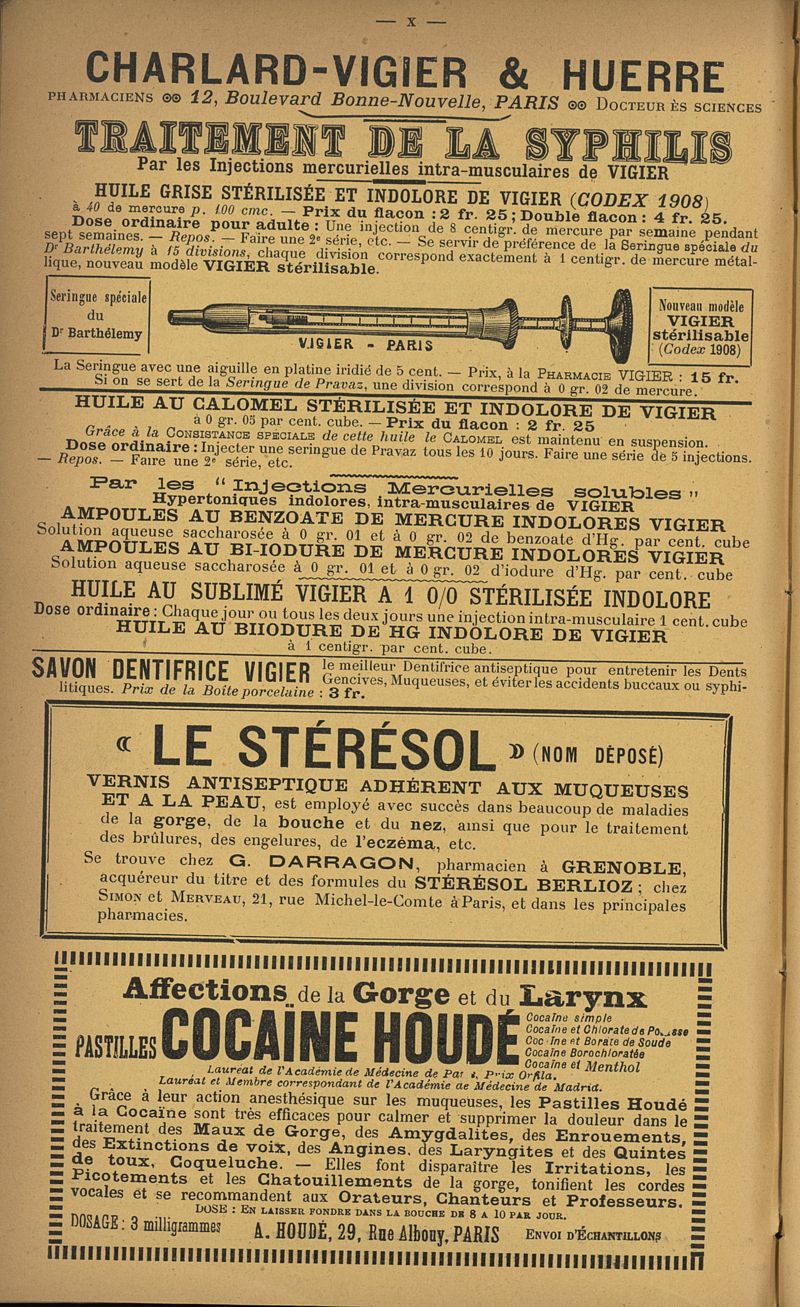 — X —
CHARLARD-VIGIER & HUERRE
PHARMACIENS 12, Boulevard Bonne-Nouvelle, PARIS DOCTEUR ÈS SCIENCES
TRAITEMENT DE LA SYPHILIS
Par les Injections mercurielles intra-musculaires de VIGIER
HUILE GRISE STÉRILISÉE ET INDOLORE DE VIGIER (CODEX 1908)
à 40 de mercure p. 100 cmc. — Prix du flacon : 2 fr. 25; Double flacon : 4 fr. 25.
Dose ordinaire pour adulte : Une injection de 8 centigr. de mercure par semaine pendant
sept semaines. — Repos. — Faire une 2e série, etc. — Se servir de préférence de la Seringue spéciale du
Dr Barthélemy à 15 divisions, chaque division correspond exactement à 1 centigr. de mercure métal-
lique, nouveau modèle VIGIER stérilisable.
Seringue spéciale
du
Dr Barthélemy
VIGIER - PARIS
Nouveau modèle
VIGIER
stérilisable
(Codex 1908)
La Seringue avec une aiguille en platine iridié de 5 cent. — Prix, à la PHARMACIE VIGIER : 15 fr.
Si on se sert de la Seringue de Pravaz, une division correspond à 0 gr. 02 de mercure.
HUILE AU CALOMEL STÉRILISÉE ET INDOLORE DE VIGIER
à 0 gr. 05 par cent. cube. — Prix du flacon : 2 fr. 25
Grâce à la CONSISTANCE SPÉCIALE de cette huile le CALOMEL est maintenu en suspension.
Dose ordinaire : Injecter une seringue de Pravaz tous les 10 jours. Faire une série de 5 injections.
— Repos. — Faire une 2e série, etc.
Par les "Injections Mercurielles solubles"
Hypertoniques indolores, intra-musculaires de VIGIER
AMPOULES AU BENZOATE DE MERCURE INDOLORES VIGIER
Solution aqueuse saccharosée à 0 gr. 01 et à 0 gr. 02 de benzoate d'Hg. par cent. cube
AMPOULES AU BI-IODURE DE MERCURE INDOLORES VIGIER
Solution aqueuse saccharosée à 0 gr. 01 et à 0 gr. 02 d'iodure d'Hg. par cent. cube
HUILE AU SUBLIMÉ VIGIER A 1 0/0 STÉRILISÉE INDOLORE
Dose ordinaire : Chaque jour ou tous les deux jours une injection intra-musculaire 1 cent. cube
HUILE AU BIIODURE DE HG INDOLORE DE VIGIER
à 1 centigr. par cent. cube.
SAVON DENTIFRICE VIGIER le meilleur Dentifrice antiseptique pour entretenir les Dents
Gencives, Muqueuses, et éviter les accidents buccaux ou syphi-
litiques. Prix de la Boite porcelaine : 3 fr.
« LE STÉRÉSOL » (NOM DÉPOSÉ)
VERNIS ANTISEPTIQUE ADHÉRENT AUX MUQUEUSES
ET A LA PEAU, est employé avec succès dans beaucoup de maladies
de la gorge, de la bouche et du nez, ainsi que pour le traitement
des brûlures, des engelures, de l'eczéma, etc.
Se trouve chez G. DARRAGON, pharmacien à GRENOBLE,
acquéreur du titre et des formules du STÉRÉSOL BERLIOZ; chez
SIMON et MERVEAU, 21, rue Michel-le-Comte à Paris, et dans les principales
pharmacies.
Affections de la Gorge et du Larynx
PASTILLES COCAÏNE HOUDÉ
Cocaïne simple
Cocaïne et Chlorate de Potasse
Cocaïne et Borate de Soude
Cocaïne Borochloratée
Cocaïne et Menthol
Lauréat de l'Académie de Médecine de Paris, Prix Orfila.
Lauréat et Membre correspondant de l'Académie de Médecine de Madrid.
Grâce à leur action anesthésique sur les muqueuses, les Pastilles Houdé
à la Cocaïne sont très efficaces pour calmer et supprimer la douleur dans le
traitement des Maux de Gorge, des Amygdalites, des Enrouements,
des Extinctions de voix, des Angines, des Laryngites et des Quintes
de toux, Coqueluche. — Elles font disparaître les Irritations, les
Picotements et les Chatouillements de la gorge, tonifient les cordes
vocales et se recommandent aux Orateurs, Chanteurs et Professeurs.
DOSE : EN LAISSER FONDRE DANS LA BOUCHE DE 8 A 10 PAR JOUR.
DOSAGE : 3 milligrammes A. HOUDÉ, 29, Rue Albouy, PARIS ENVOI D'ÉCHANTILLONS